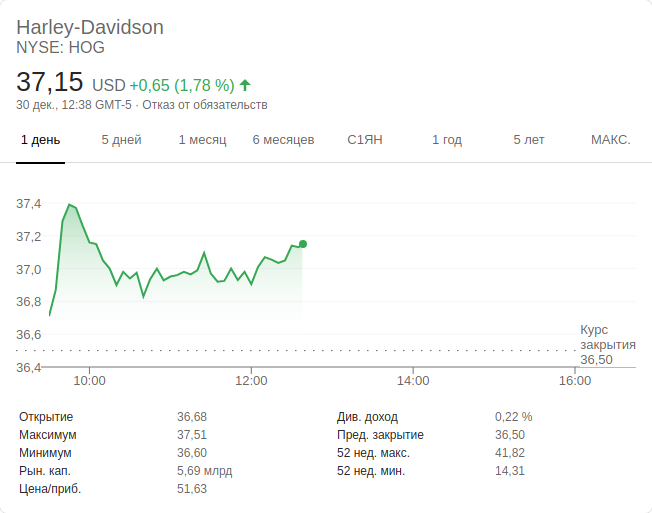 Harley-Davidson
NYSE: HOG
37,15 USD +0,65 (1,78 %)
30 дек., 12:38 GMT-5 · Отказ от обязательств
1 день 5 дней 1 месяц 6 месяцев С1ЯН 1 год 5 лет МАКС.
37,4
37,2
37,0
36,8
36,6
36,4
Курс
закрытия
36,50
10:00 12:00 14:00 16:00
Открытие 36,68
Максимум 37,51
Минимум 36,60
Рын. кап. 5,69 млрд
Цена/приб. 51,63
Див. доход 0,22 %
Пред. закрытие 36,50
52 нед. макс. 41,82
52 нед. мин. 14,31